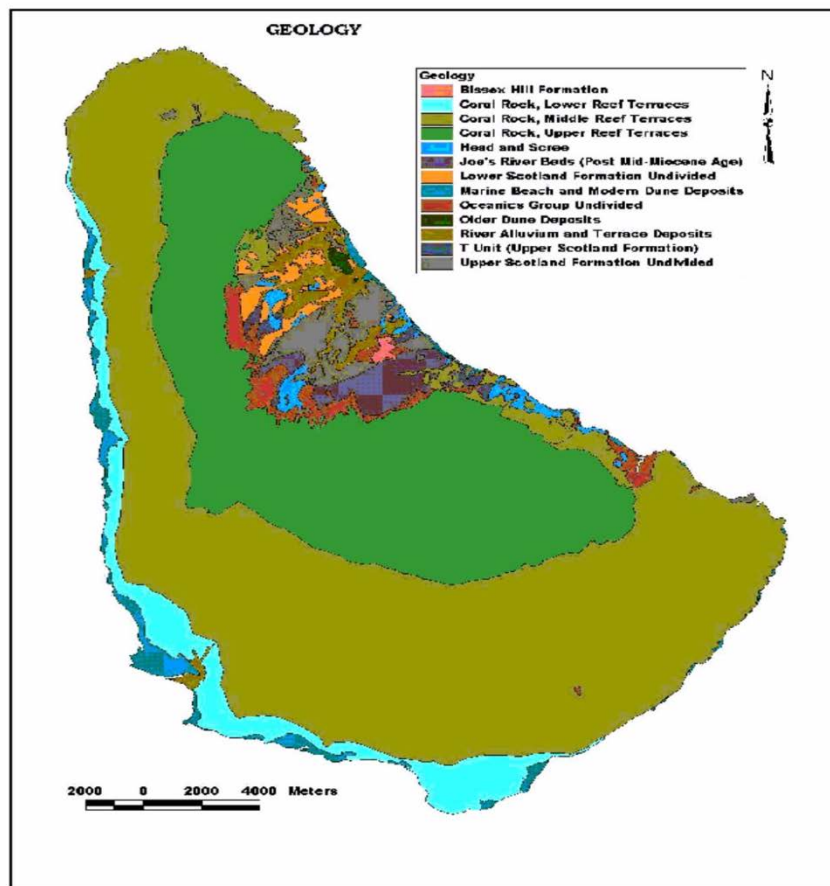 GEOLOGY
Geology
Bissex Hill Formation
Coral Rock, Lower Reef Terraces
Coral Rock, Middle Reef Terraces
Coral Rock, Upper Reef Terraces
Head and Scree
Joe's River Beds (Post Mid-Miocene Age)
Lower Scotland Formation Undivided
Marine Beach and Modern Dune Deposits
Oceanics Group Undivided
Older Dune Deposits
River Alluvium and Terrace Deposits
T Unit (Upper Scotland Formation)
Upper Scotland Formation Undivided
N
2000 0 2000 4000 Meters